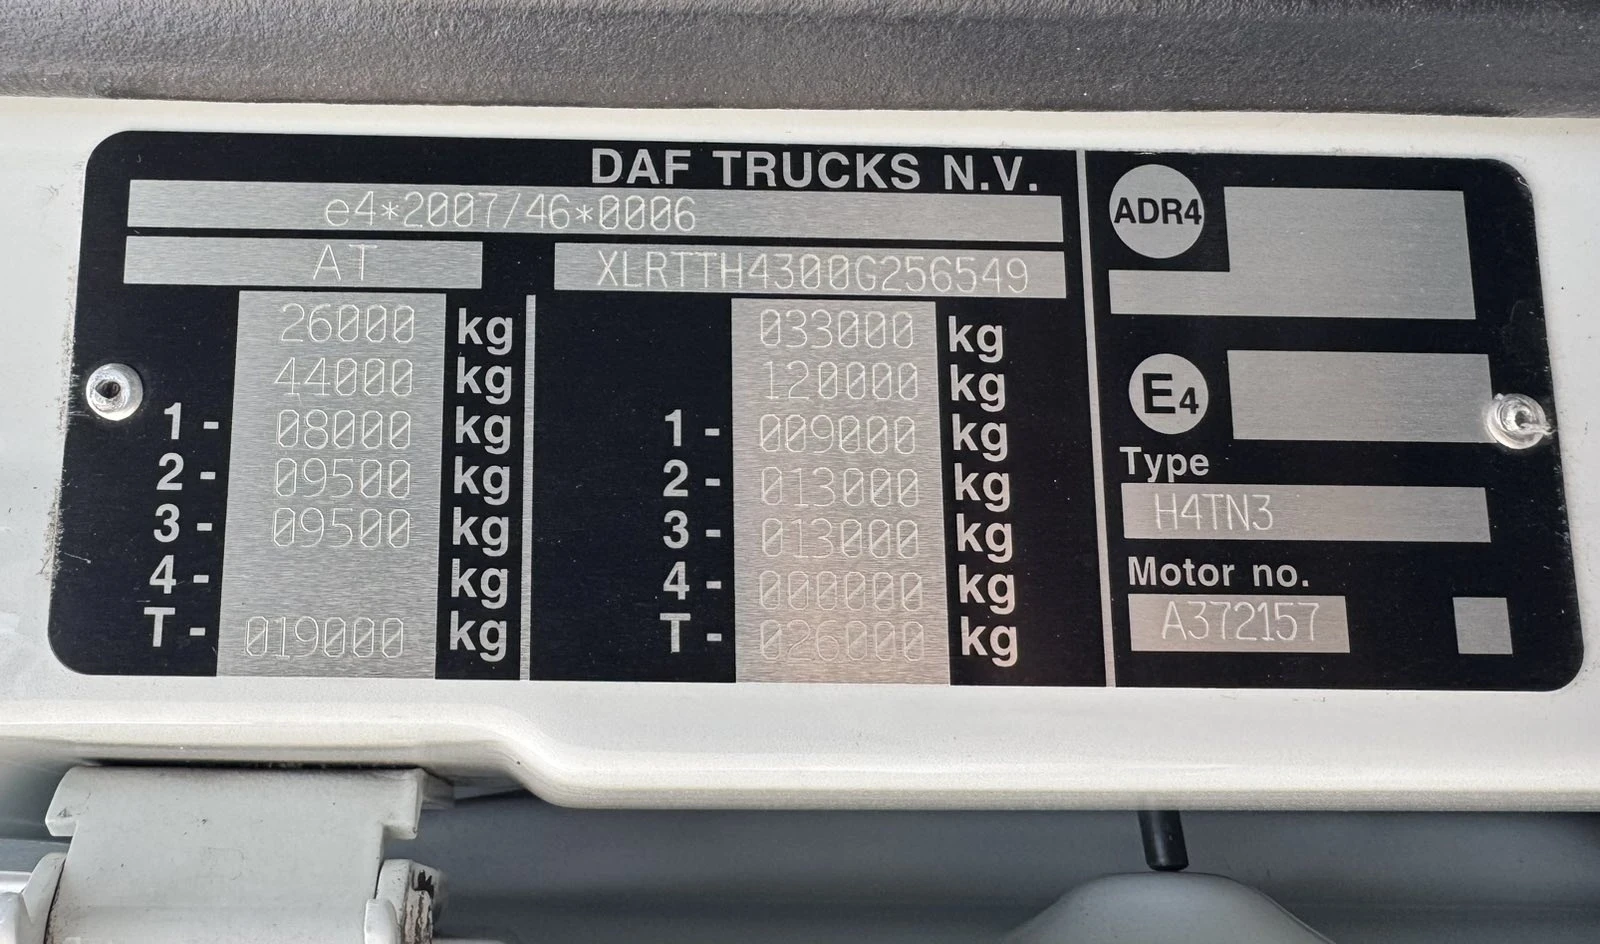 DAF TRUCKS N.V.
e4*2007/46*0006
AT XLRTTH4300G256549
26000 kg 033000 kg
44000 kg 120000 kg
1- 08000 kg 1- 009000 kg
2- 09500 kg 2- 013000 kg
3- 09500 kg 3- 013000 kg
4- kg 4- 000000 kg
T- 019000 kg T- 026000 kg
ADR4
E4
Type
H4TN3
Motor no.
A372157